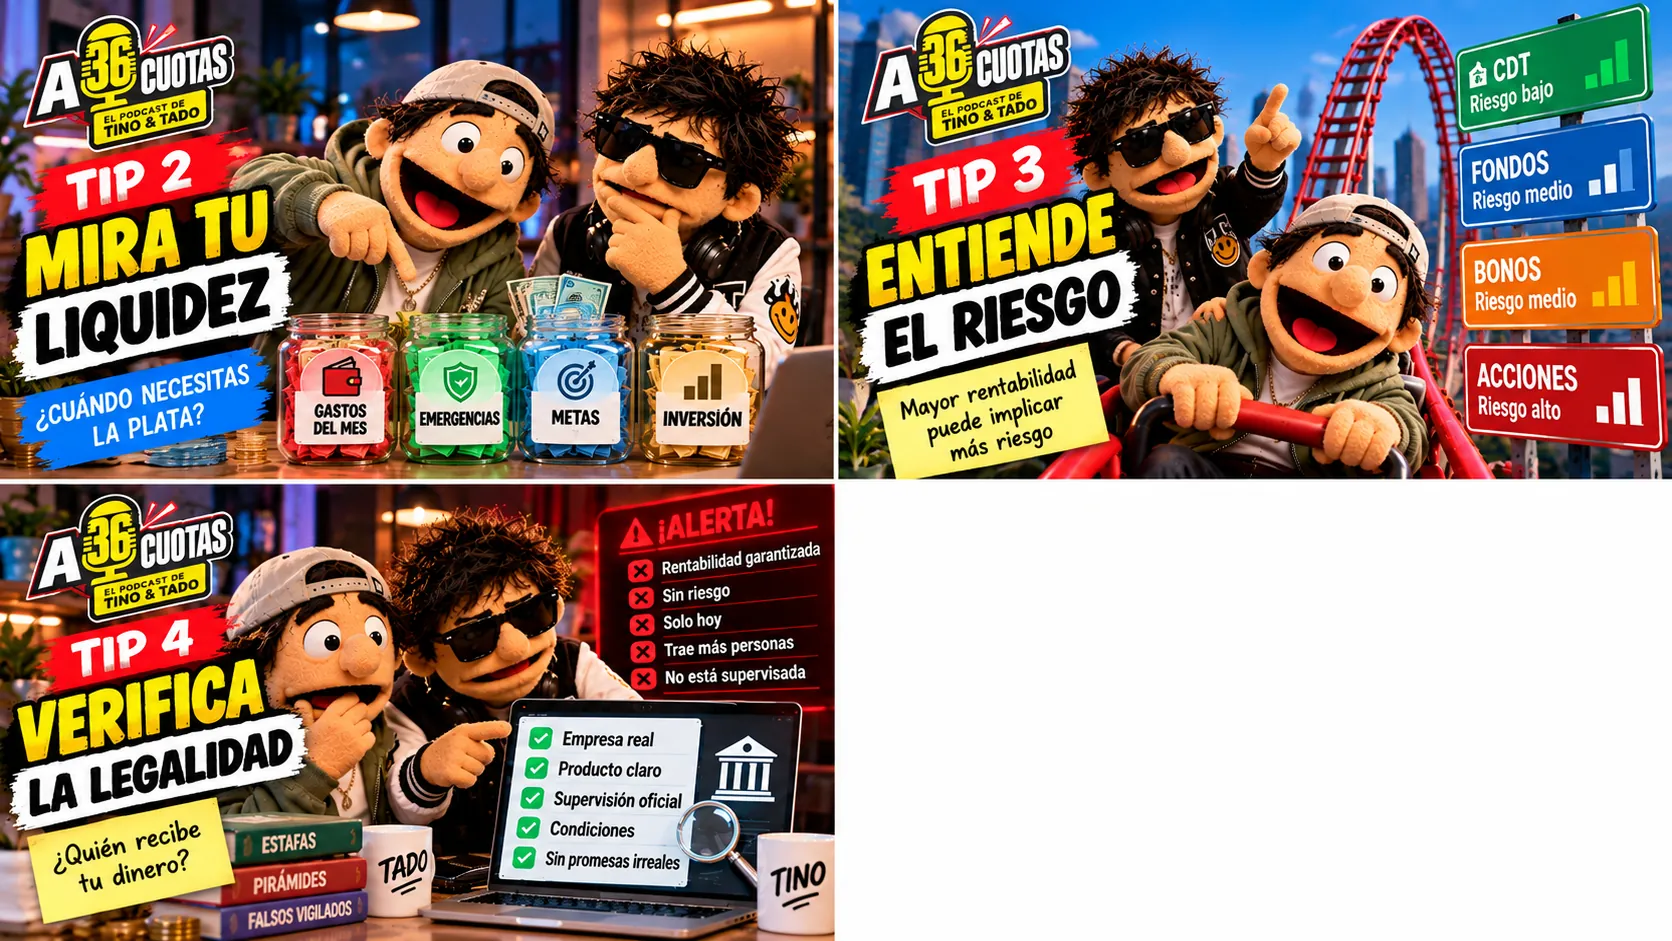 A 36 CUOTAS
EL PODCAST DE
TINO & TADO
TIP 2
MIRA TU
LIQUIDEZ
¿CUÁNDO NECESITAS
LA PLATA?
GASTOS
DEL MES
EMERGENCIAS
METAS
INVERSIÓN
A 36 CUOTAS
EL PODCAST DE
TINO & TADO
TIP 3
ENTIENDE
EL RIESGO
Mayor rentabilidad
puede implicar
más riesgo
CDT
Riesgo bajo
FONDOS
Riesgo medio
BONOS
Riesgo medio
ACCIONES
Riesgo alto
A 36 CUOTAS
EL PODCAST DE
TINO & TADO
TIP 4
VERIFICA
LA LEGALIDAD
¿Quién recibe
tu dinero?
ESTAFAS
PIRÁMIDES
FALSOS VIGILADOS
TADO
¡ALERTA!
Rentabilidad garantizada
Sin riesgo
Solo hoy
Trae más personas
No está supervisada
Empresa real
Producto claro
Supervisión oficial
Condiciones
Sin promesas irreales
TINO